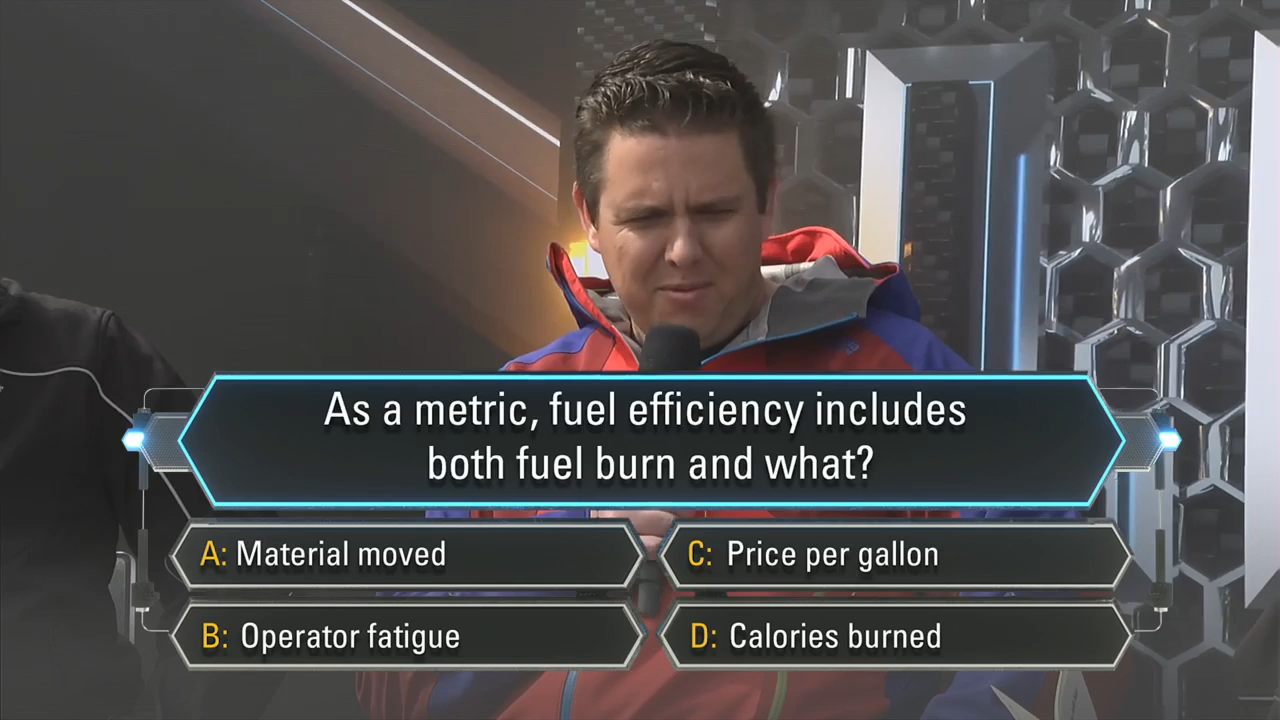 As a metric, fuel efficiency includes
both fuel burn and what?
A: Material moved
C: Price per gallon
B: Operator fatigue
D: Calories burned